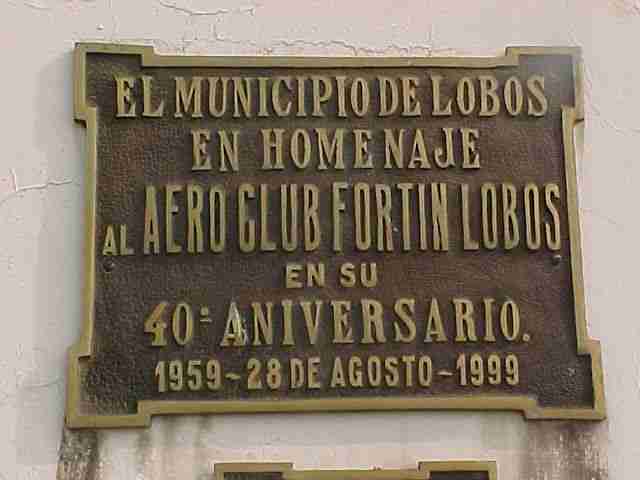 EL MUNICIPIO DE LOBOS
EN HOMENAJE
AL AERO CLUB FORTIN LOBOS
EN SU
40º ANIVERSARIO.
1959~28 DE AGOSTO~1999